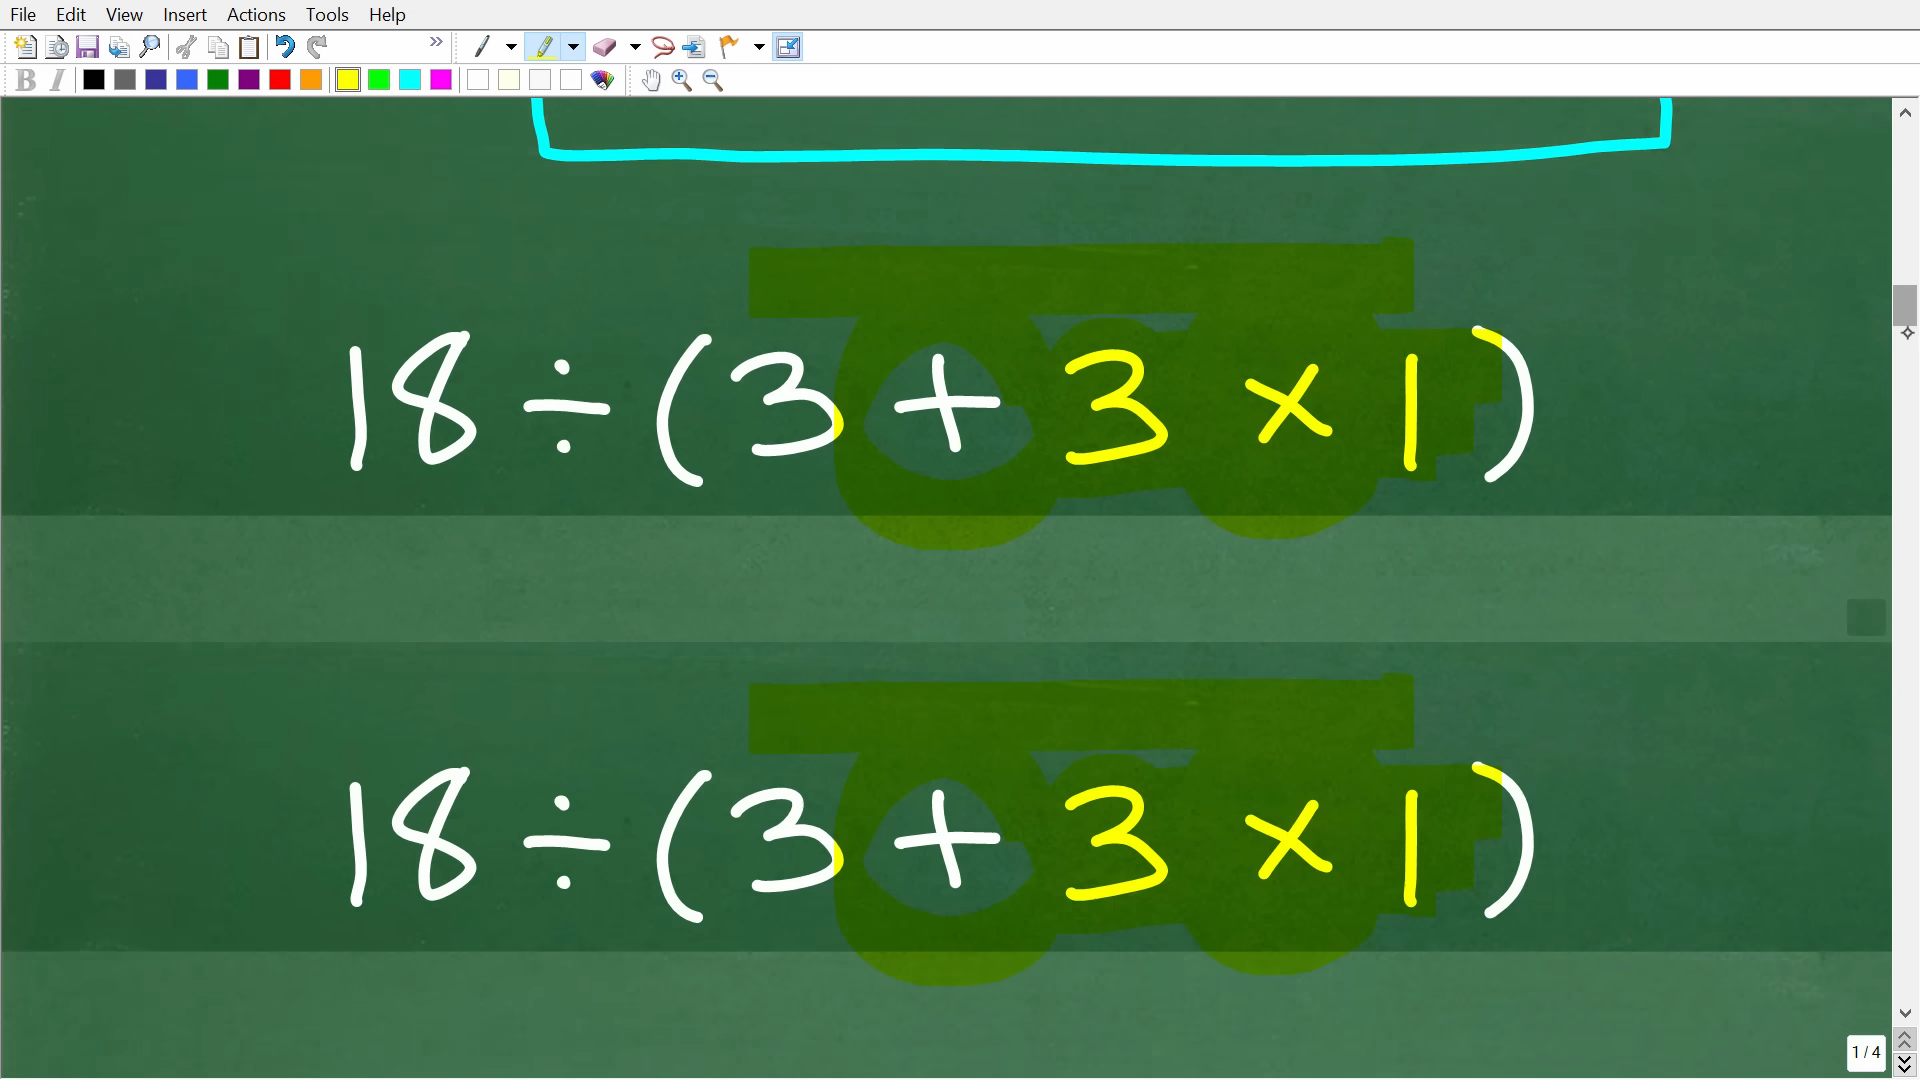 File Edit View Insert Actions Tools Help
B I
18 ÷ (3 + 3 × 1)
18 ÷ (3 + 3 × 1)
1 / 4